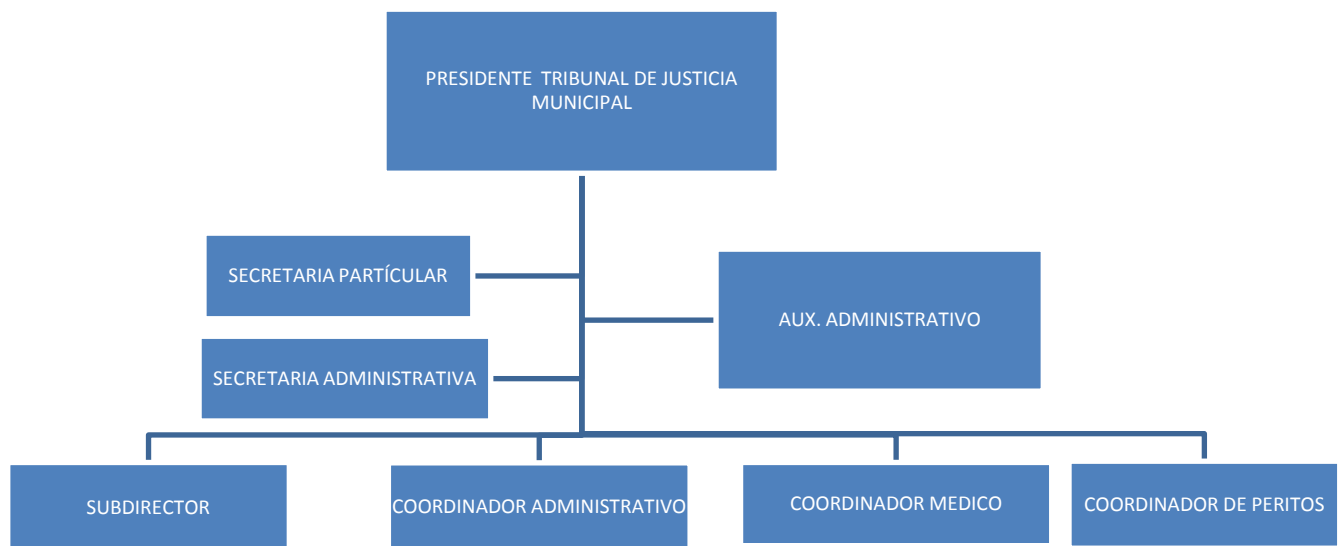 PRESIDENTE TRIBUNAL DE JUSTICIA
MUNICIPAL
SECRETARIA PARTÍCULAR
AUX. ADMINISTRATIVO
SECRETARIA ADMINISTRATIVA
SUBDIRECTOR
COORDINADOR ADMINISTRATIVO
COORDINADOR MEDICO
COORDINADOR DE PERITOS